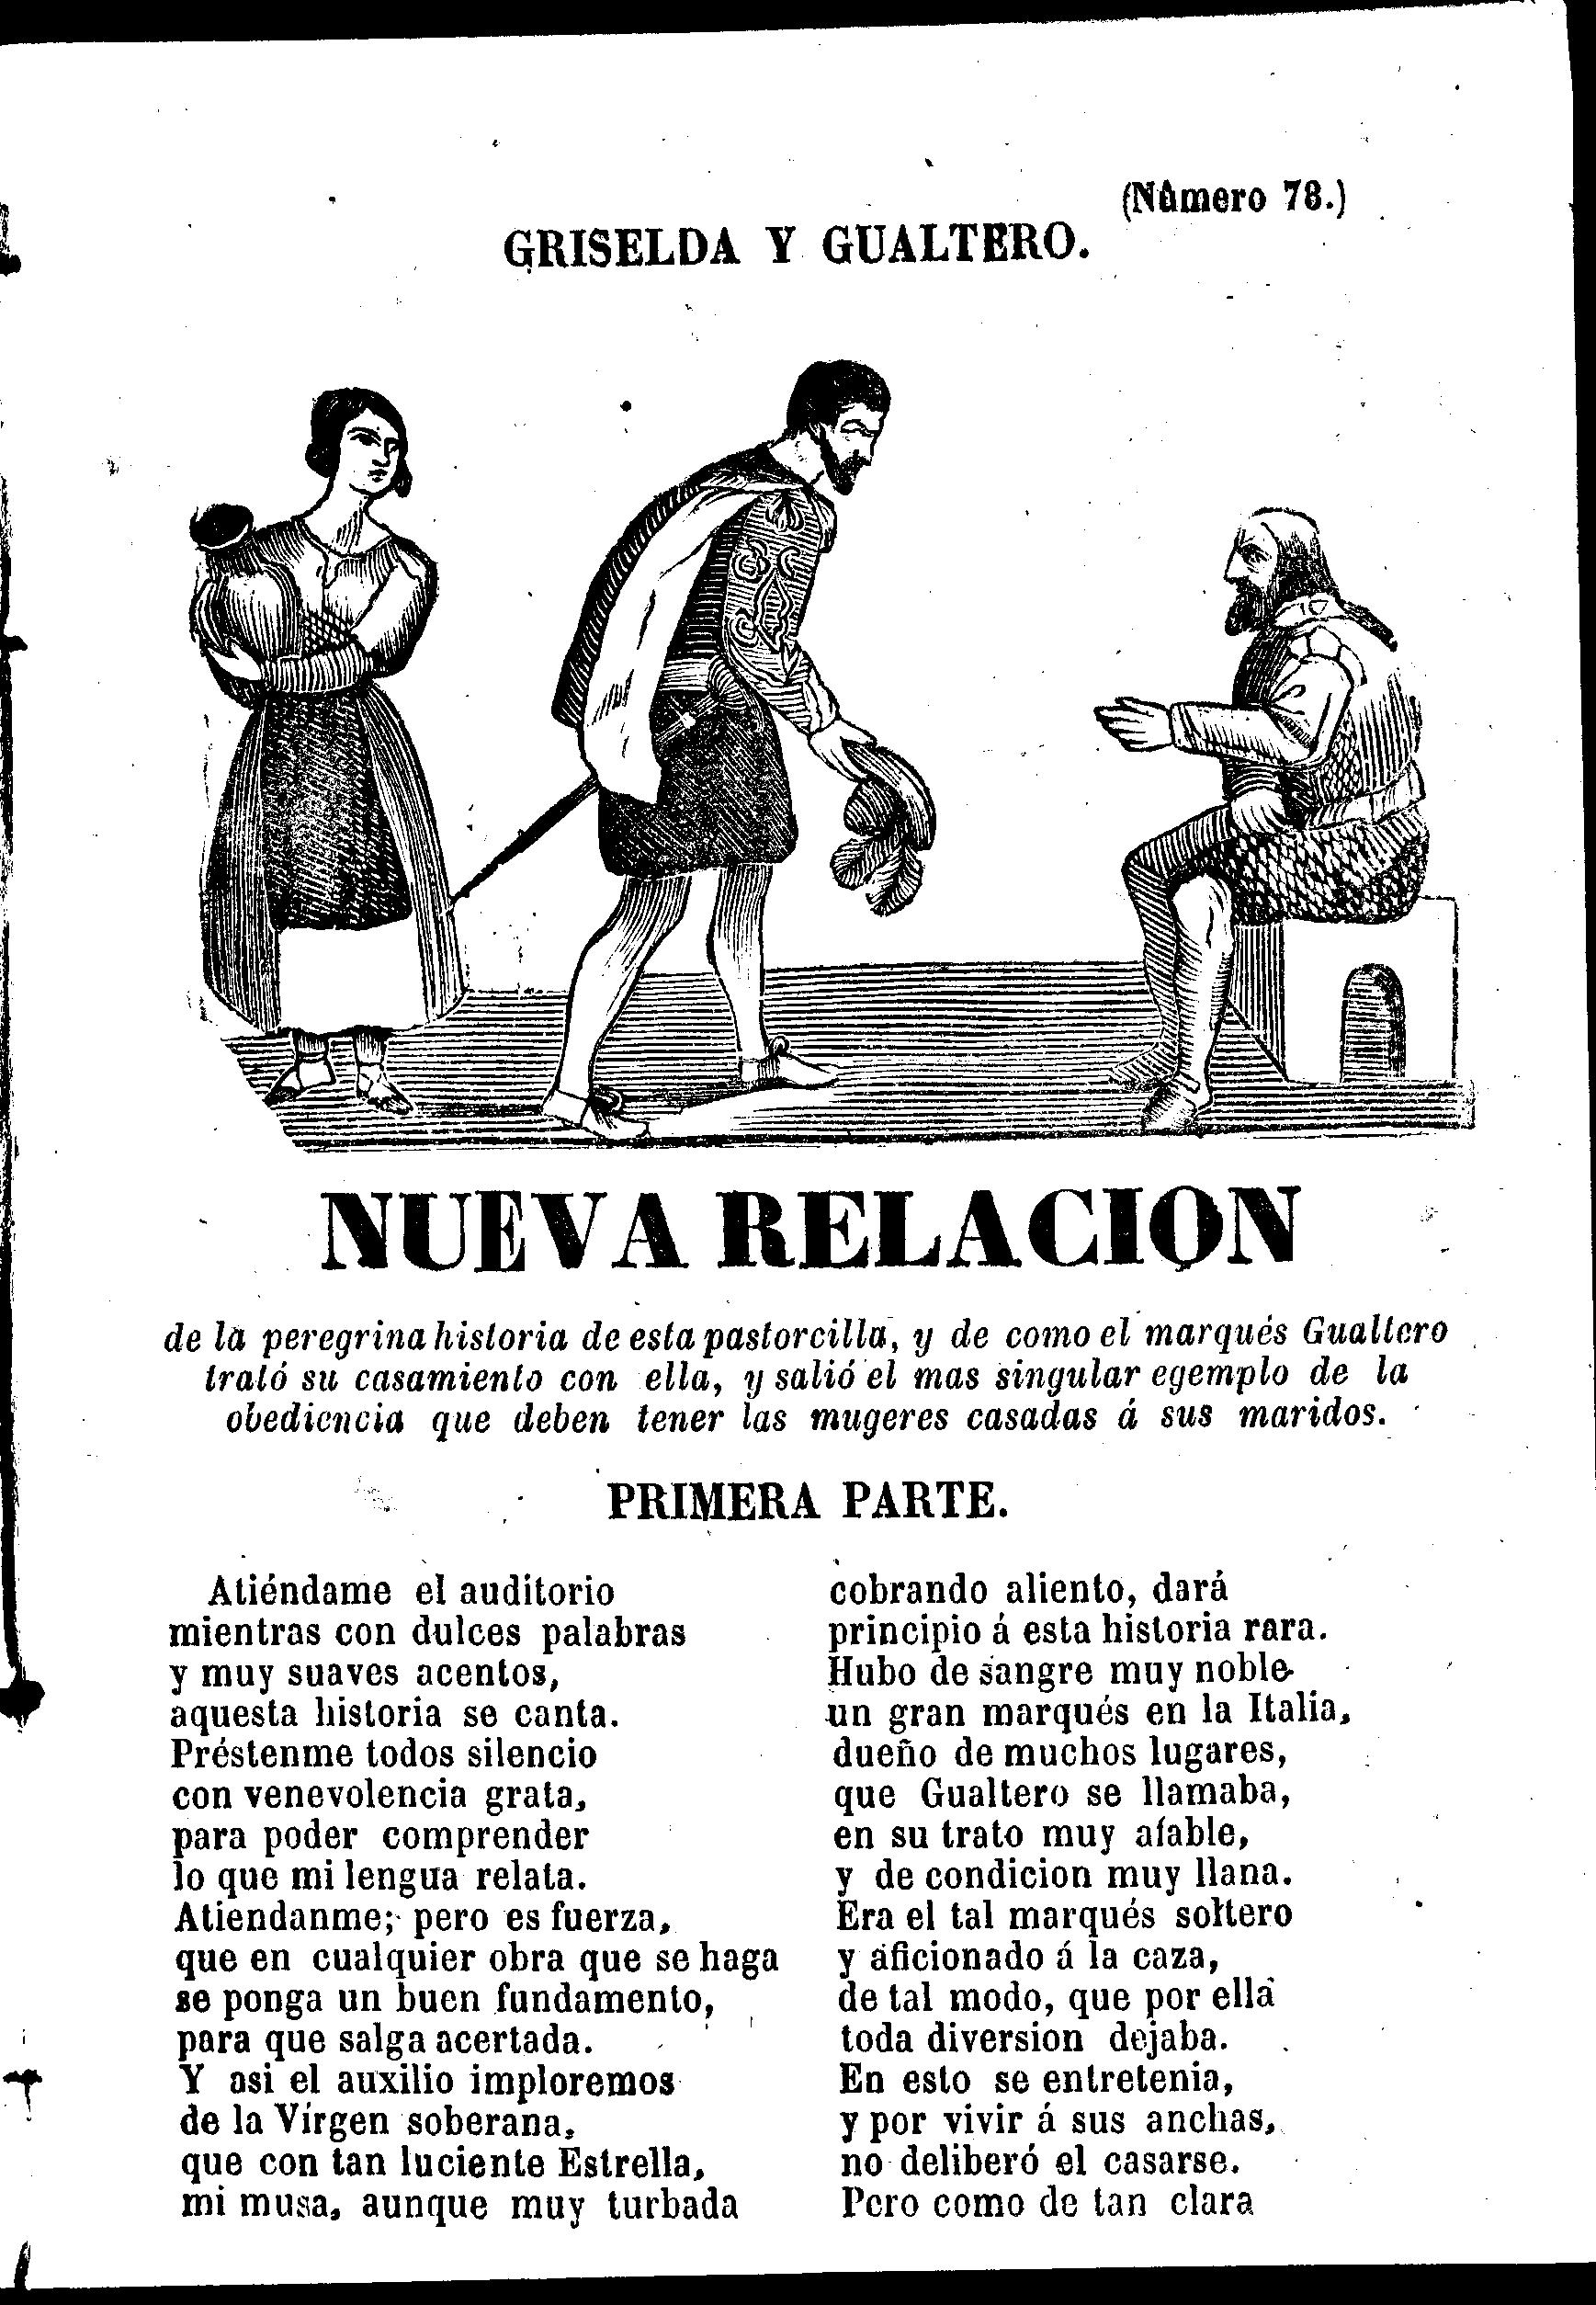 (Número 78.)
GRISELDA Y GUALTERO.
NUEVA RELACION
de la peregrina historia de esta pastorcilla, y de como el marqués Gualtero
trató su casamiento con ella, y salió el mas singular egemplo de la
obediencia que deben tener las mugeres casadas á sus maridos.
PRIMERA PARTE.
Atiéndame el auditorio
mientras con dulces palabras
y muy suaves acentos,
aquesta historia se canta.
Préstenme todos silencio
con venevolencia grata,
para poder comprender
lo que mi lengua relata.
Atiendanme; pero es fuerza,
que en cualquier obra que se haga
se ponga un buen fundamento,
para que salga acertada.
Y asi el auxilio imploremos
de la Vírgen soberana,
que con tan luciente Estrella,
mi musa, aunque muy turbada
cobrando aliento, dará
principio á esta historia rara.
Hubo de sangre muy noble
un gran marqués en la Italia,
dueño de muchos lugares,
que Gualtero se llamaba,
en su trato muy afable,
y de condicion muy llana.
Era el tal marqués soltero
y aficionado á la caza,
de tal modo, que por ella
toda diversion dejaba.
En esto se entretenia,
y por vivir á sus anchas,
no deliberó el casarse.
Pero como de tan clara